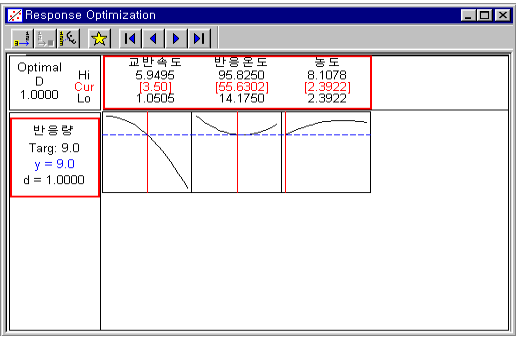 Response Optimization
Optimal
D
1.0000
Hi
Cur
Lo
교반속도 반응온도 농도
5.9495 95.8250 8.1078
[3.50] [55.6302] [2.3922]
1.0505 14.1750 2.3922
반응량
Targ: 9.0
y = 9.0
d = 1.0000